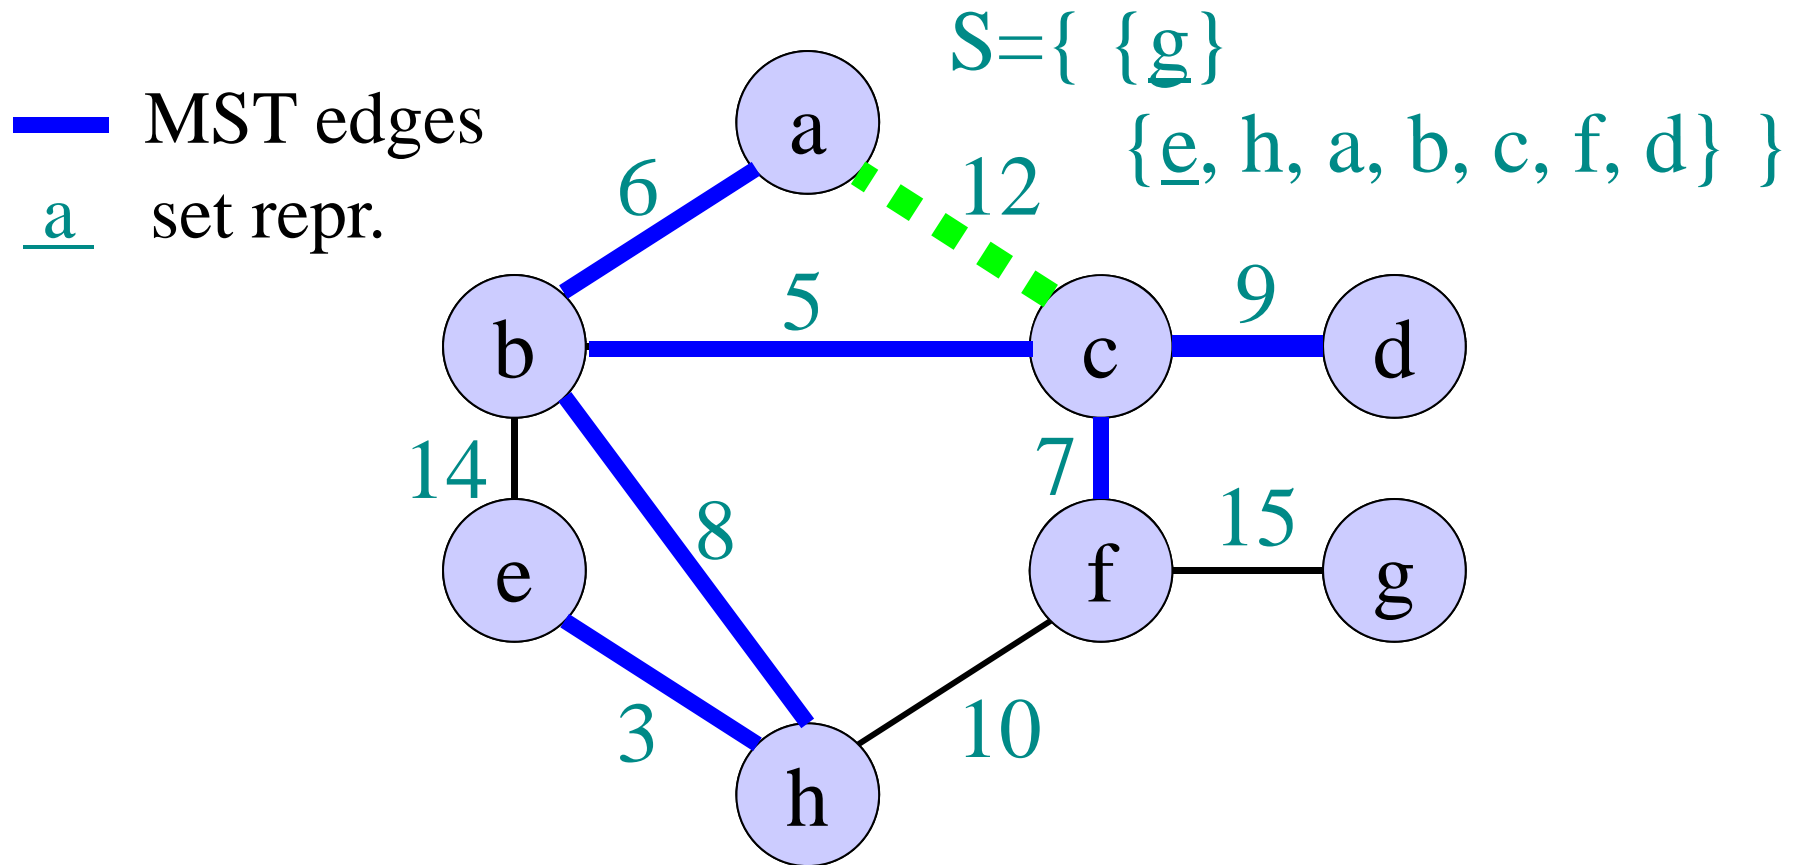 S={ {g}
MST edges
{e, h, a, b, c, f, d} }
a set repr.
a
6
12
5
9
b
c
d
14
7
8
15
e
f
g
3
10
h